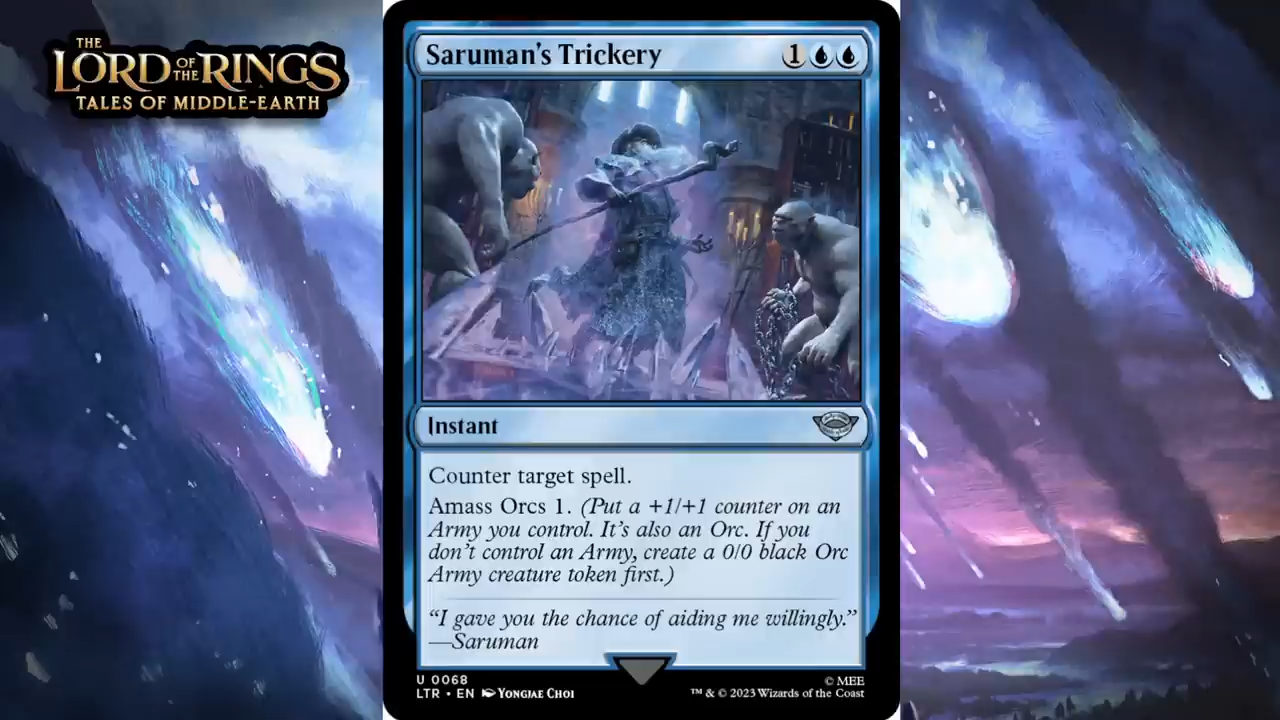 THE
LORD OF THE RINGS
TALES OF MIDDLE-EARTH
Saruman's Trickery
1
Instant
Counter target spell.
Amass Orcs 1. (Put a +1/+1 counter on an
Army you control. It's also an Orc. If you
don't control an Army, create a 0/0 black Orc
Army creature token first.)
“I gave you the chance of aiding me willingly.”
—Saruman
U 0068
LTR • EN Yongjae Choi
© MEE
™ & © 2023 Wizards of the Coast